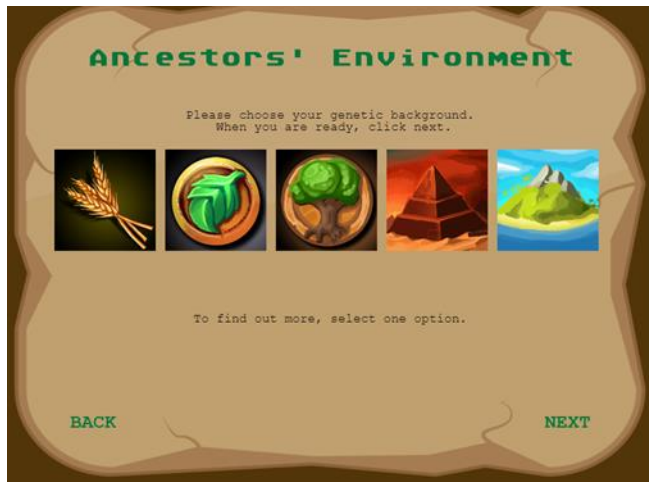 Ancestors' Environment
Please choose your genetic background.
When you are ready, click next.
To find out more, select one option.
BACK
NEXT